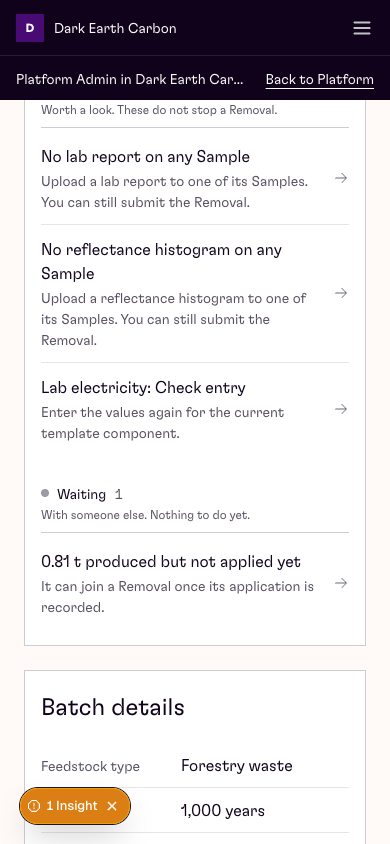 D Dark Earth Carbon
Platform Admin in Dark Earth Car... Back to Platform
Worth a look. These do not stop a Removal.
No lab report on any Sample
Upload a lab report to one of its Samples.
You can still submit the Removal.
No reflectance histogram on any
Sample
Upload a reflectance histogram to one of
its Samples. You can still submit the
Removal.
Lab electricity: Check entry
Enter the values again for the current
template component.
Waiting 1
With someone else. Nothing to do yet.
0.81 t produced but not applied yet
It can join a Removal once its application is
recorded.
Batch details
Feedstock type Forestry waste
1 Insight
1,000 years